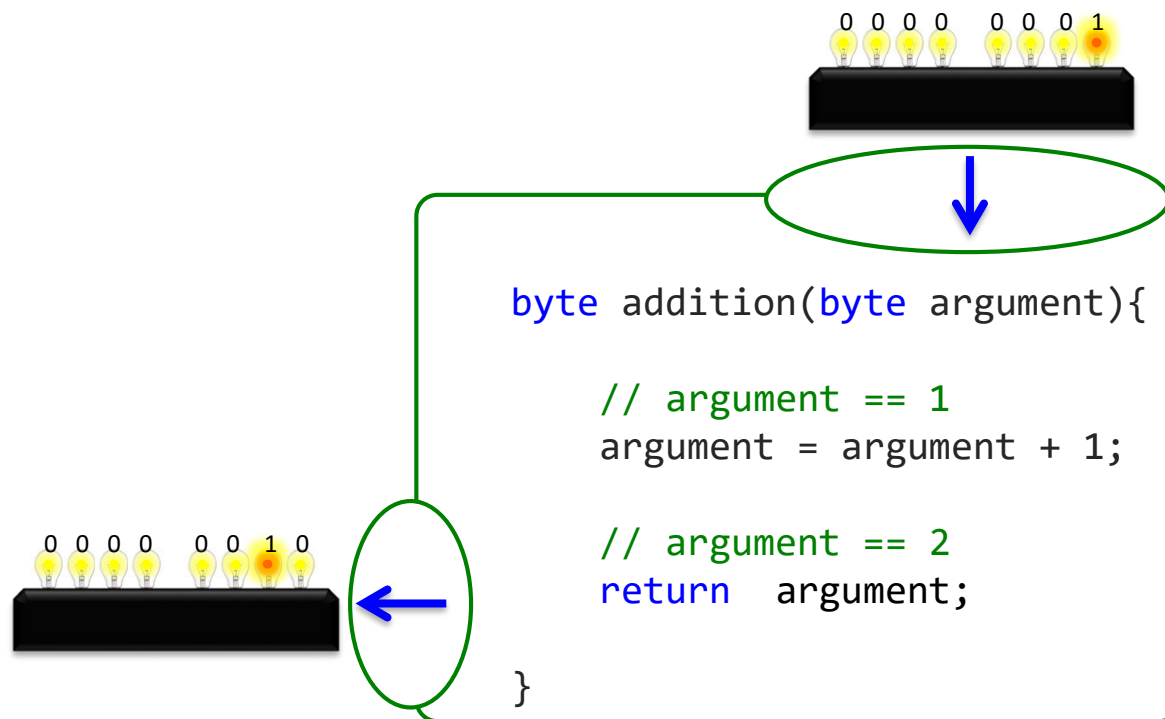 0 0 0 0 0 0 0 1
byte addition(byte argument){
// argument == 1
argument = argument + 1;
// argument == 2
0 0 0 0 0 0 1 0
return argument;
}